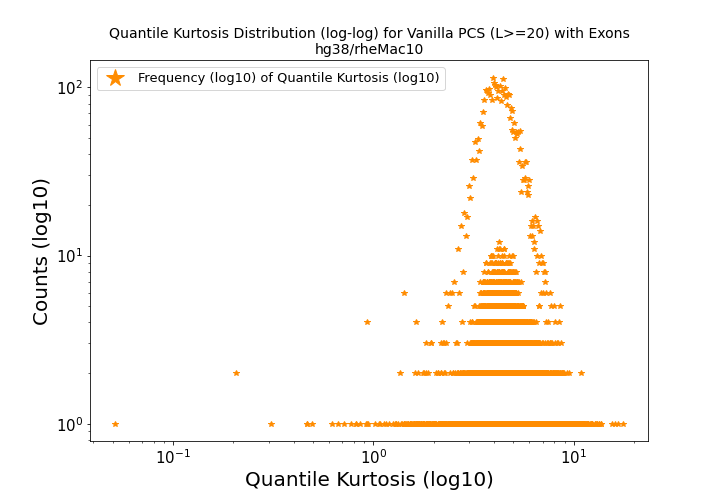 Quantile Kurtosis Distribution (log-log) for Vanilla PCS (L>=20) with Exons
hg38/rheMac10
Frequency (log10) of Quantile Kurtosis (log10)
Counts (log10)
10²
10¹
10⁰
10⁻¹ 10⁰ 10¹
Quantile Kurtosis (log10)